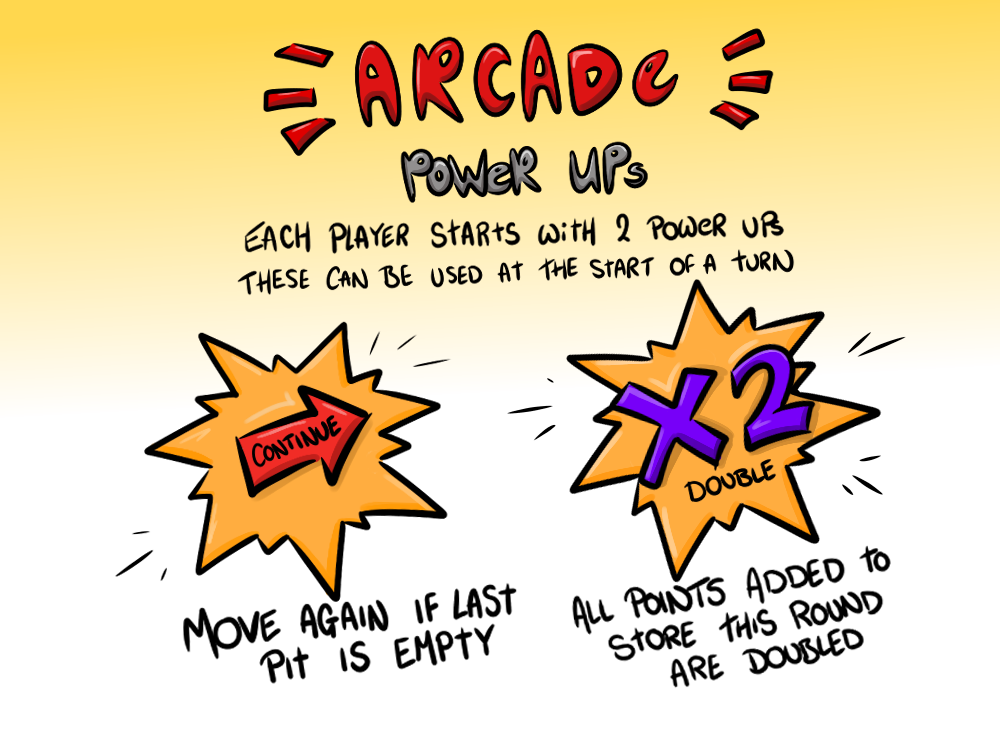 ARCADE
POWER UPS
EACH PLAYER STARTS WITH 2 POWER UPS
THESE CAN BE USED AT THE START OF A TURN
CONTINUE
MOVE AGAIN IF LAST
PIT IS EMPTY
X2
DOUBLE
ALL POINTS ADDED TO
STORE THIS ROUND
ARE DOUBLED